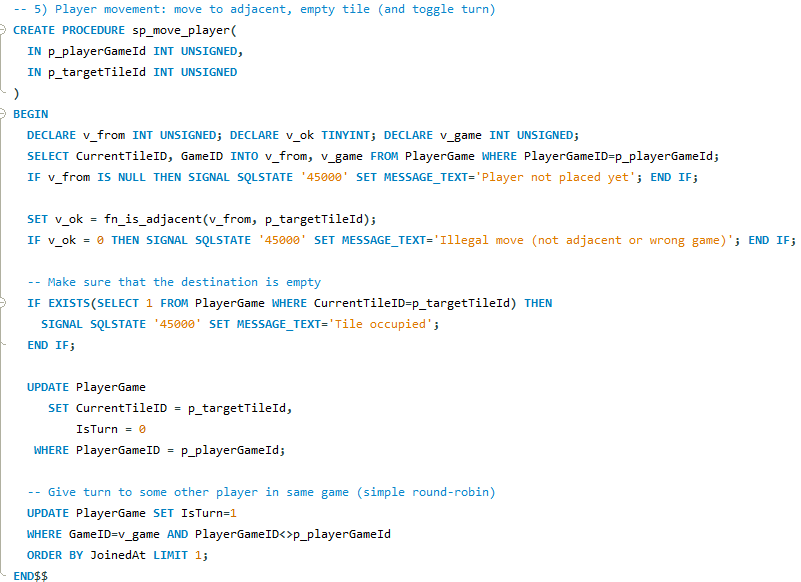 -- 5) Player movement: move to adjacent, empty tile (and toggle turn)
CREATE PROCEDURE sp_move_player(
  IN p_playerGameId INT UNSIGNED,
  IN p_targetTileId INT UNSIGNED
)
BEGIN
  DECLARE v_from INT UNSIGNED; DECLARE v_ok TINYINT; DECLARE v_game INT UNSIGNED;
  SELECT CurrentTileID, GameID INTO v_from, v_game FROM PlayerGame WHERE PlayerGameID=p_playerGameId;
  IF v_from IS NULL THEN SIGNAL SQLSTATE '45000' SET MESSAGE_TEXT='Player not placed yet'; END IF;

  SET v_ok = fn_is_adjacent(v_from, p_targetTileId);
  IF v_ok = 0 THEN SIGNAL SQLSTATE '45000' SET MESSAGE_TEXT='Illegal move (not adjacent or wrong game)'; END IF;

  -- Make sure that the destination is empty
  IF EXISTS(SELECT 1 FROM PlayerGame WHERE CurrentTileID=p_targetTileId) THEN
    SIGNAL SQLSTATE '45000' SET MESSAGE_TEXT='Tile occupied';
  END IF;

  UPDATE PlayerGame
     SET CurrentTileID = p_targetTileId,
         IsTurn = 0
   WHERE PlayerGameID = p_playerGameId;

  -- Give turn to some other player in same game (simple round-robin)
  UPDATE PlayerGame SET IsTurn=1
  WHERE GameID=v_game AND PlayerGameID<>p_playerGameId
  ORDER BY JoinedAt LIMIT 1;
END$$